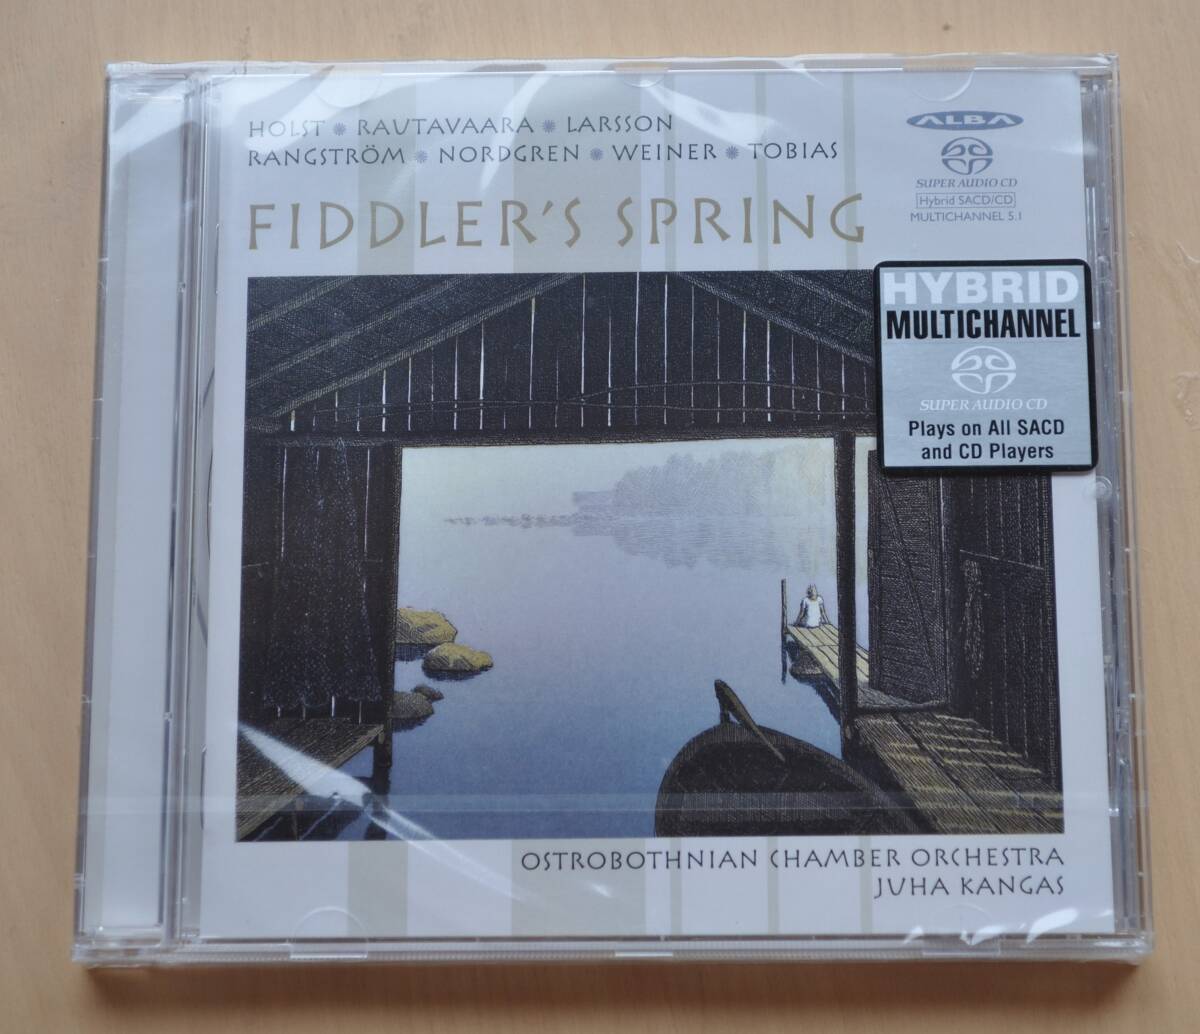 HOLST * RAUTAVAARA * LARSSON
RANGSTRÖM * NORDGREN * WEINER * TOBIAS
FIDDLER'S SPRING
ALBA
SUPER AUDIO CD
Hybrid SACD/CD
MULTICHANNEL 5.1
HYBRID
MULTICHANNEL
SUPER AUDIO CD
Plays on All SACD
and CD Players
OSTROBOTHNIAN CHAMBER ORCHESTRA
JUHA KANGAS